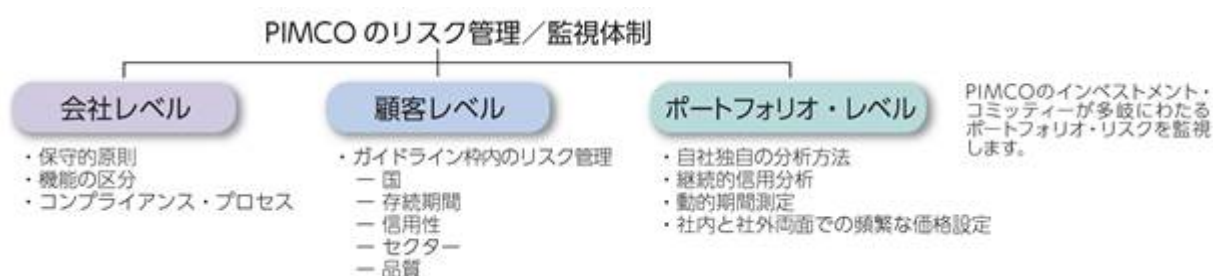 PIMCO のリスク管理／監視体制
会社レベル
・保守的原則
・機能の区分
・コンプライアンス・プロセス
顧客レベル
・ガイドライン枠内のリスク管理
― 国
― 存続期間
― 信用性
― セクター
― 品質
ポートフォリオ・レベル
・自社独自の分析方法
・継続的信用分析
・動的期間測定
・社内と社外両面での頻繁な価格設定
PIMCOのインベストメント・
コミッティーが多岐にわたる
ポートフォリオ・リスクを監視
します。